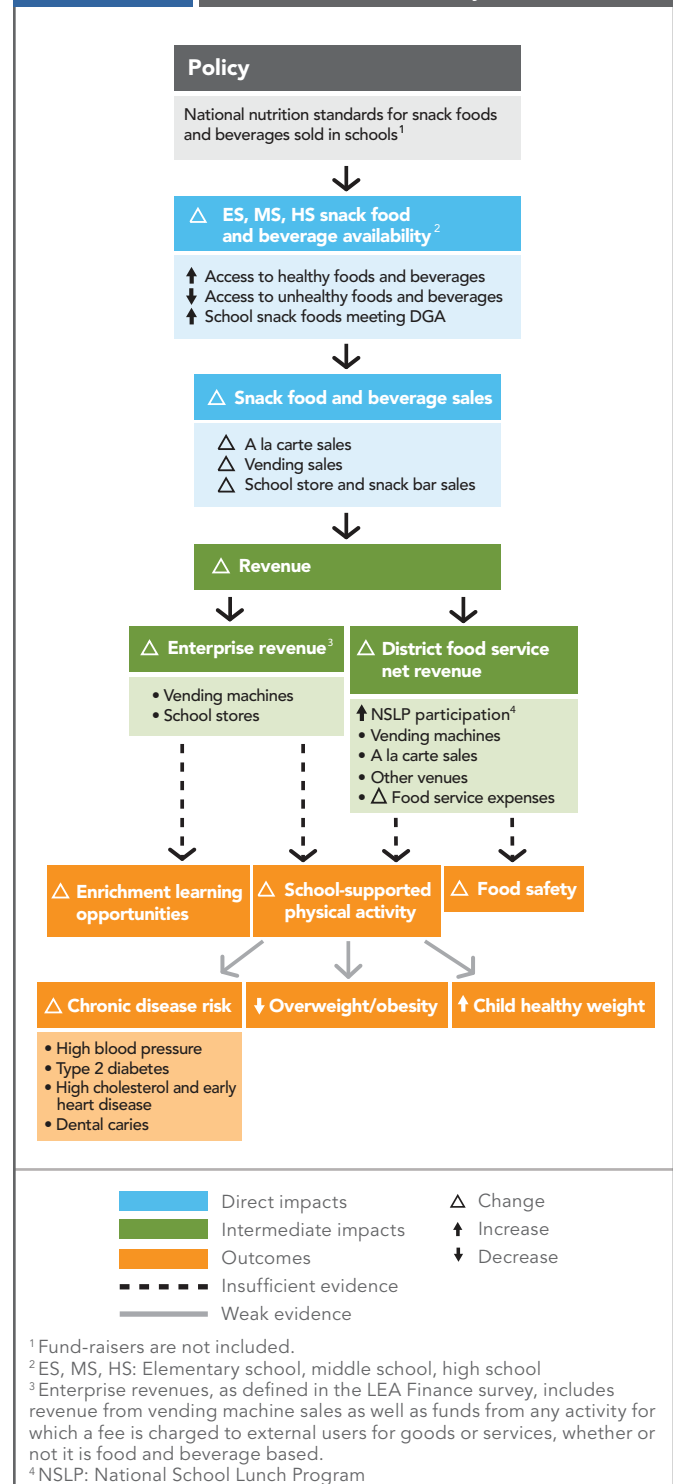 Policy
National nutrition standards for snack foods
and beverages sold in schools1
△ ES, MS, HS snack food
and beverage availability2
↑ Access to healthy foods and beverages
↓ Access to unhealthy foods and beverages
↑ School snack foods meeting DGA
△ Snack food and beverage sales
△ A la carte sales
△ Vending sales
△ School store and snack bar sales
△ Revenue
△ Enterprise revenue3
• Vending machines
• School stores
△ District food service
net revenue
↑ NSLP participation4
• Vending machines
• A la carte sales
• Other venues
• △ Food service expenses
△ Enrichment learning
opportunities
△ School-supported
physical activity
△ Food safety
△ Chronic disease risk
• High blood pressure
• Type 2 diabetes
• High cholesterol and early
heart disease
• Dental caries
↓ Overweight/obesity
↑ Child healthy weight
Direct impacts
Intermediate impacts
Outcomes
Insufficient evidence
Weak evidence
△ Change
↑ Increase
↓ Decrease
1 Fund-raisers are not included.
2 ES, MS, HS: Elementary school, middle school, high school
3 Enterprise revenues, as defined in the LEA Finance survey, includes
revenue from vending machine sales as well as funds from any activity for
which a fee is charged to external users for goods or services, whether or
not it is food and beverage based.
4 NSLP: National School Lunch Program